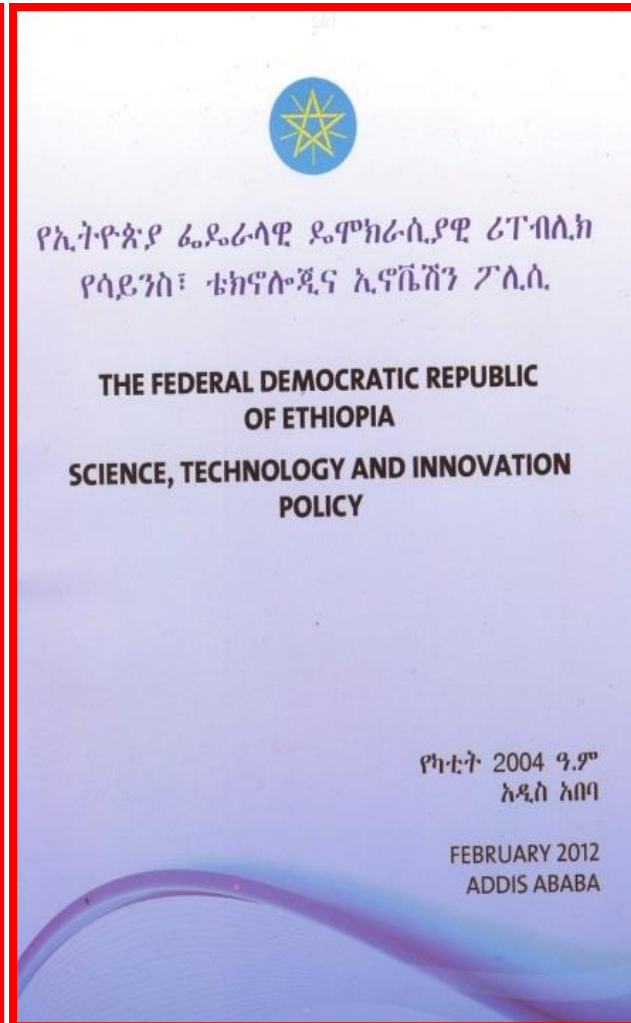 የኢትዮጵያ ፌዴራላዊ ዴሞክራሲያዊ ሪፐብሊክ
የሳይንስ፣ ቴክኖሎጂና ኢኖቬሽን ፖሊሲ
THE FEDERAL DEMOCRATIC REPUBLIC
OF ETHIOPIA
SCIENCE, TECHNOLOGY AND INNOVATION
POLICY
የካቲት 2004 ዓ.ም
አዲስ አበባ
FEBRUARY 2012
ADDIS ABABA